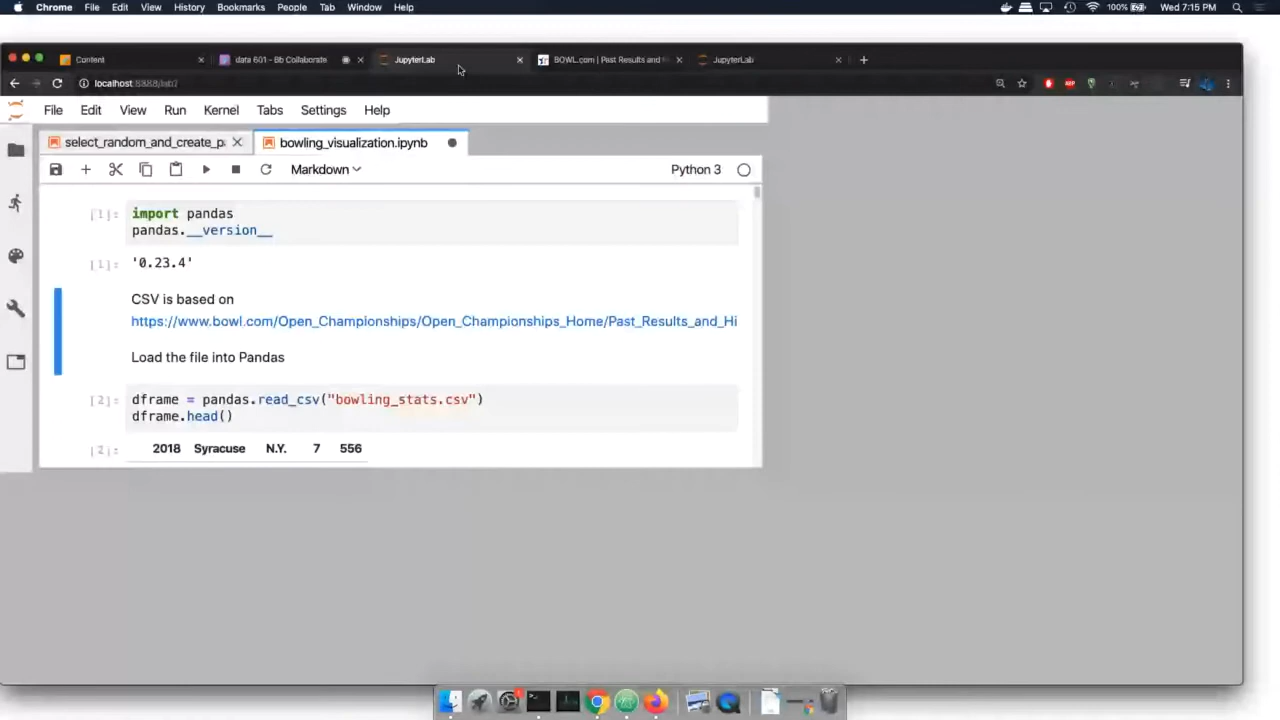 Chrome File Edit View History Bookmarks People Tab Window Help 100% Wed 7:15 PM
Content data 601 - Bb Collaborate JupyterLab BOWL.com | Past Results and JupyterLab
localhost:8888/lab?
File Edit View Run Kernel Tabs Settings Help
select_random_and_create_p bowling_visualization.ipynb
Markdown Python 3
[1]: import pandas
pandas.__version__
[1]: '0.23.4'
CSV is based on
https://www.bowl.com/Open_Championships/Open_Championships_Home/Past_Results_and_Hi
Load the file into Pandas
[2]: dframe = pandas.read_csv("bowling_stats.csv")
dframe.head()
[2]: 2018 Syracuse N.Y. 7 556